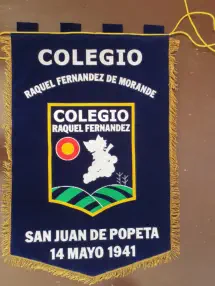 COLEGIO
RAQUEL FERNANDEZ DE MORANDE
COLEGIO
RAQUEL FERNANDEZ
SAN JUAN DE POPETA
14 MAYO 1941